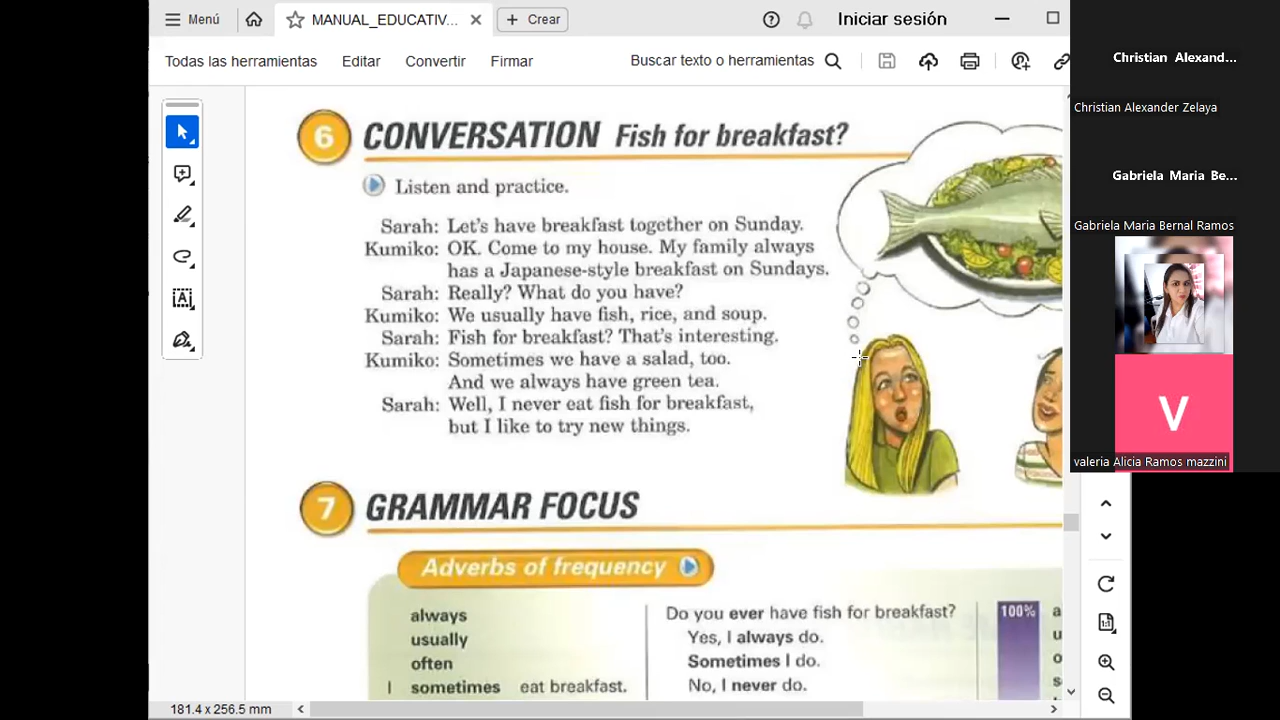 Menú
MANUAL_EDUCATIV...
Crear
Iniciar sesión
Todas las herramientas
Editar
Convertir
Firmar
Buscar texto o herramientas
6 CONVERSATION Fish for breakfast?
Listen and practice.
Sarah: Let's have breakfast together on Sunday.
Kumiko: OK. Come to my house. My family always
has a Japanese-style breakfast on Sundays.
Sarah: Really? What do you have?
Kumiko: We usually have fish, rice, and soup.
Sarah: Fish for breakfast? That's interesting.
Kumiko: Sometimes we have a salad, too.
And we always have green tea.
Sarah: Well, I never eat fish for breakfast,
but I like to try new things.
7 GRAMMAR FOCUS
Adverbs of frequency
always
usually
often
I sometimes eat breakfast.
Do you ever have fish for breakfast?
Yes, I always do.
Sometimes I do.
No, I never do.
100%
a
u
o
s
181.4 x 256.5 mm
Christian Alexand...
Christian Alexander Zelaya
Gabriela Maria Be...
Gabriela Maria Bernal Ramos
V
valeria Alicia Ramos mazzini